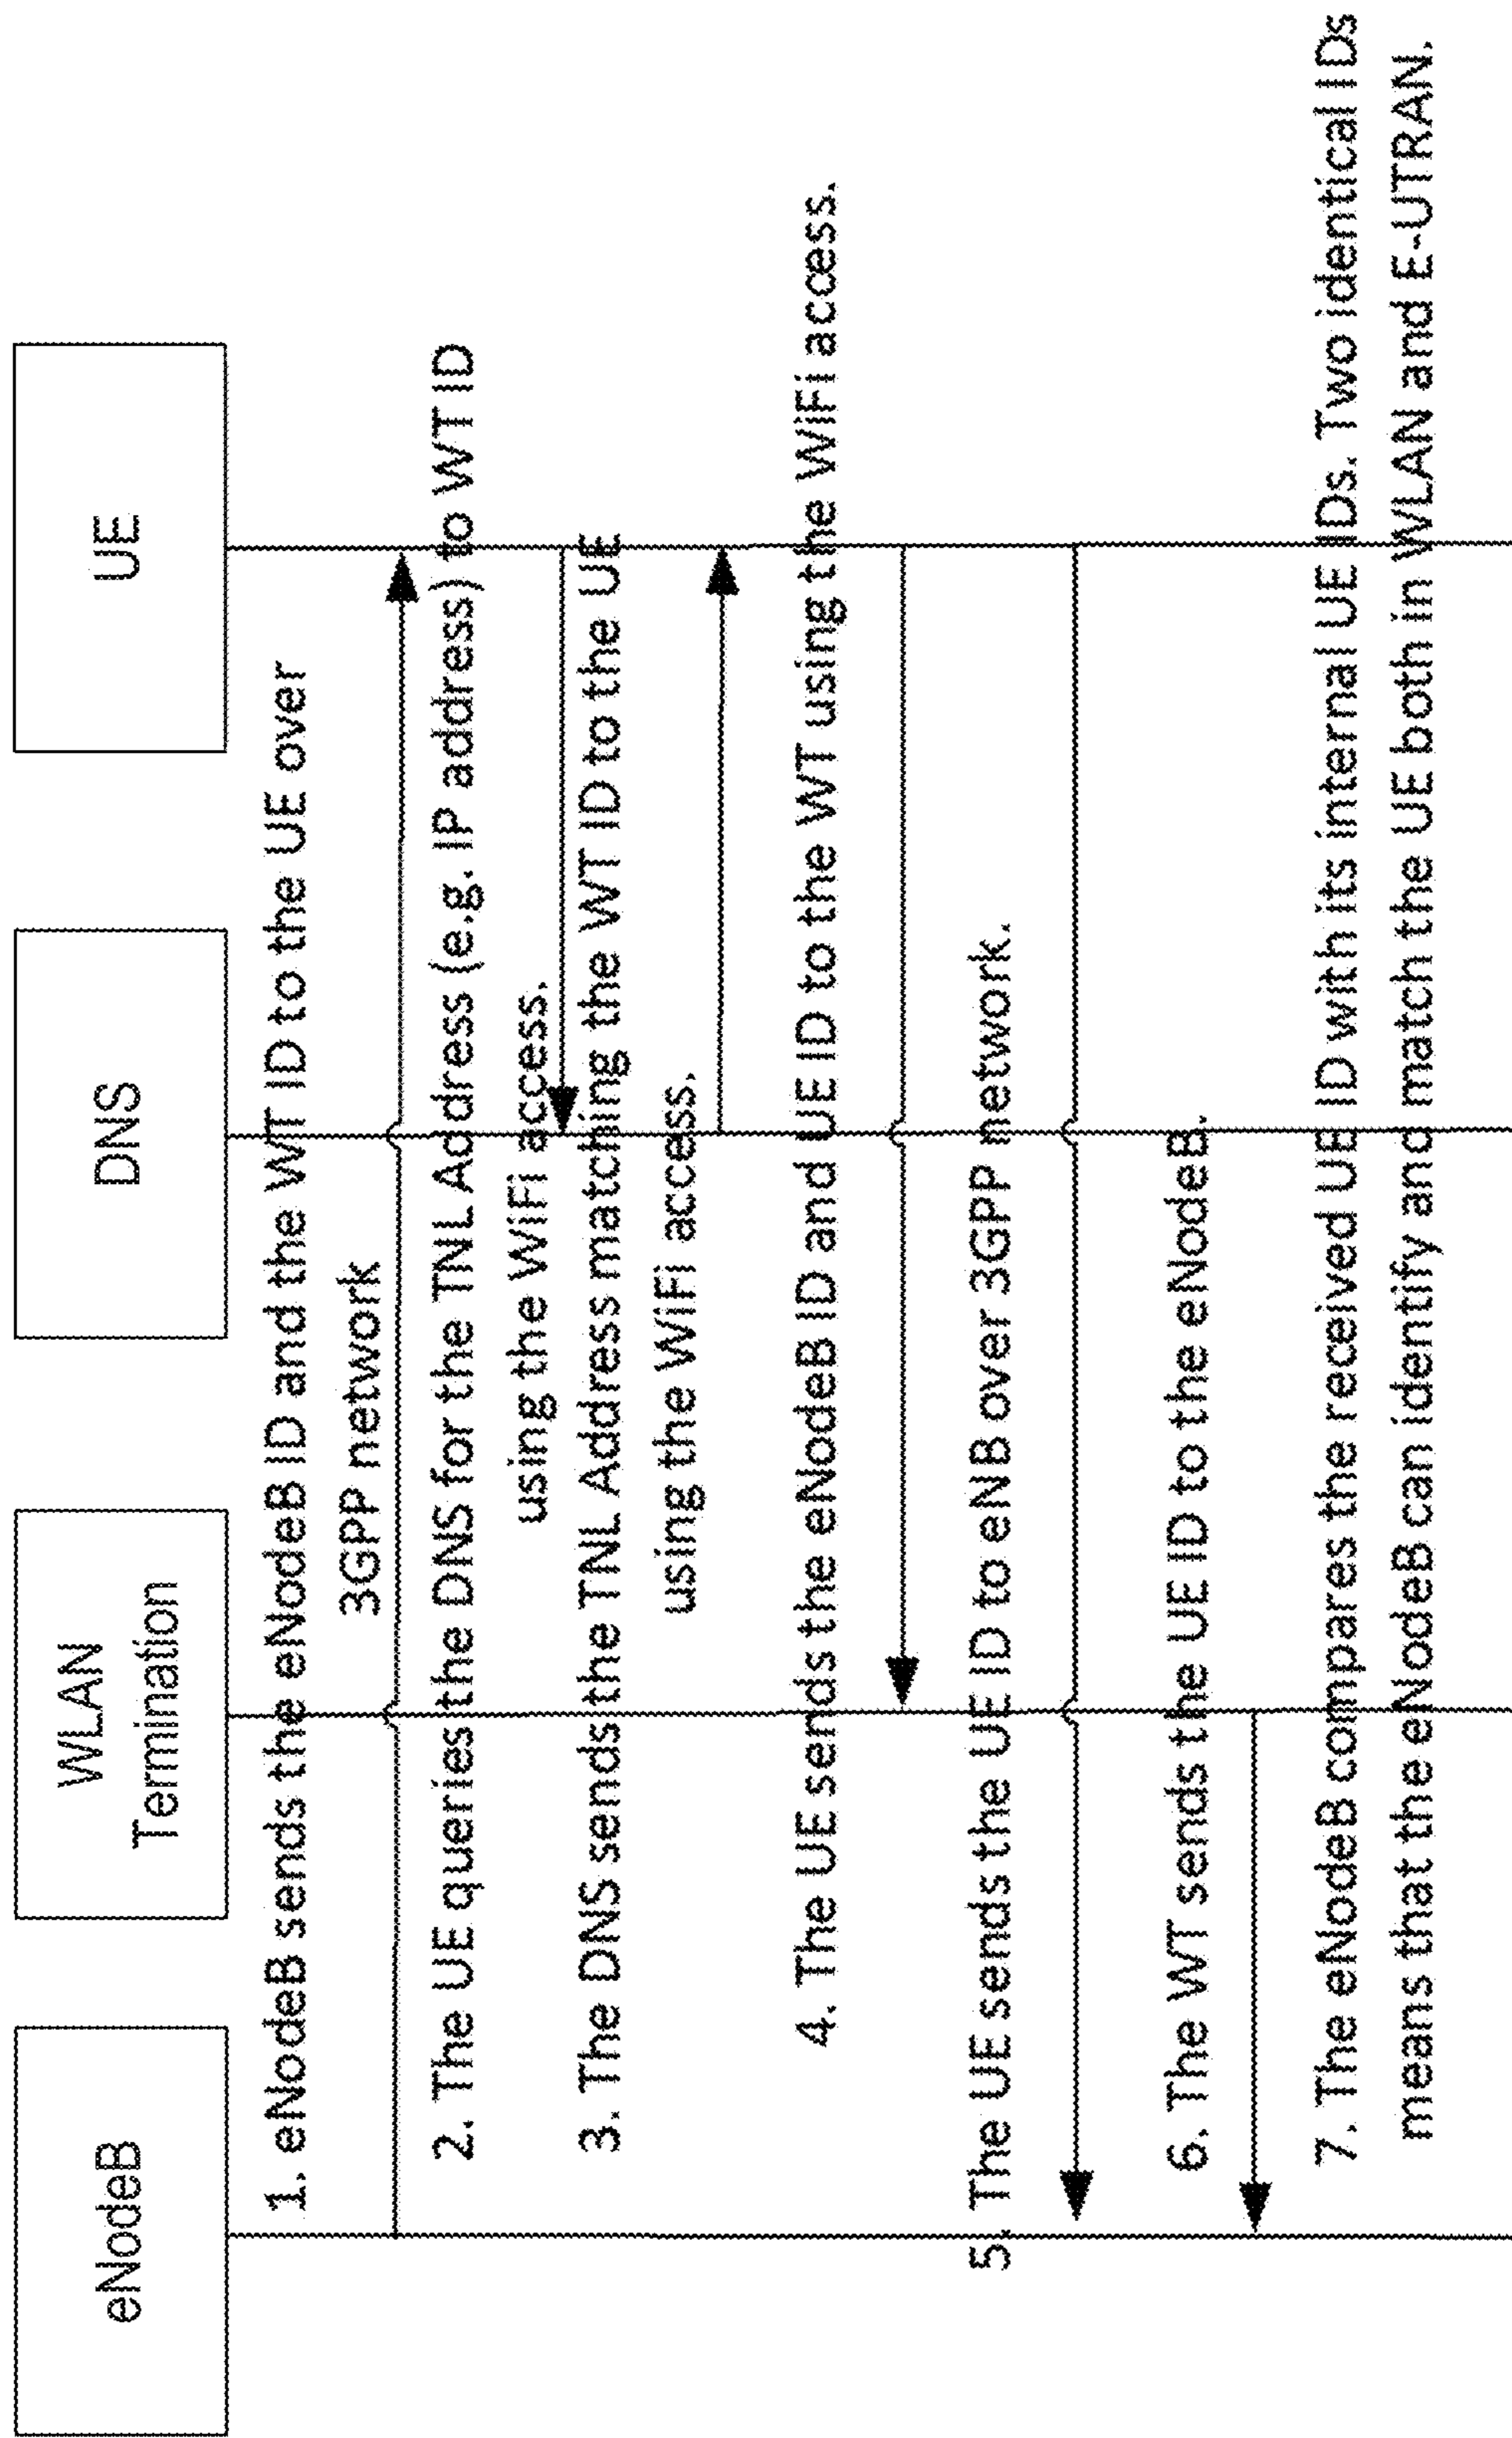 eNodeB
WLAN
Termination
DNS
UE
1. eNodeB sends the eNodeB ID and the WT ID to the UE over
3GPP network
2. The UE queries the DNS for the TNL Address (e.g. IP address) to WT ID
using the WiFi access.
3. The DNS sends the TNL Address matching the WT ID to the UE
using the WiFi access.
4. The UE sends the eNodeB ID and UE ID to the WT using the WiFi access.
5. The UE sends the UE ID to eNB over 3GPP network.
6. The WT sends the UE ID to the eNodeB.
7. The eNodeB compares the received UE ID with its internal UE IDs. Two identical IDs
means that the eNodeB can identify and match the UE both in WLAN and E-UTRAN.